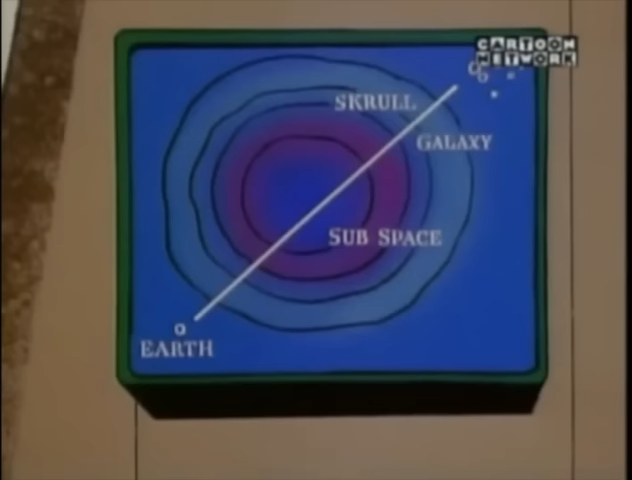 CARTOON
NETWORK
SKRULL
GALAXY
SUB SPACE
EARTH